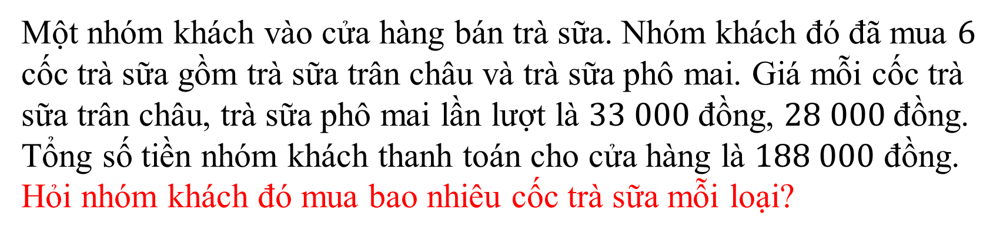 Một nhóm khách vào cửa hàng bán trà sữa. Nhóm khách đó đã mua 6
cốc trà sữa gồm trà sữa trân châu và trà sữa phô mai. Giá mỗi cốc trà
sữa trân châu, trà sữa phô mai lần lượt là 33 000 đồng, 28 000 đồng.
Tổng số tiền nhóm khách thanh toán cho cửa hàng là 188 000 đồng.
Hỏi nhóm khách đó mua bao nhiêu cốc trà sữa mỗi loại?